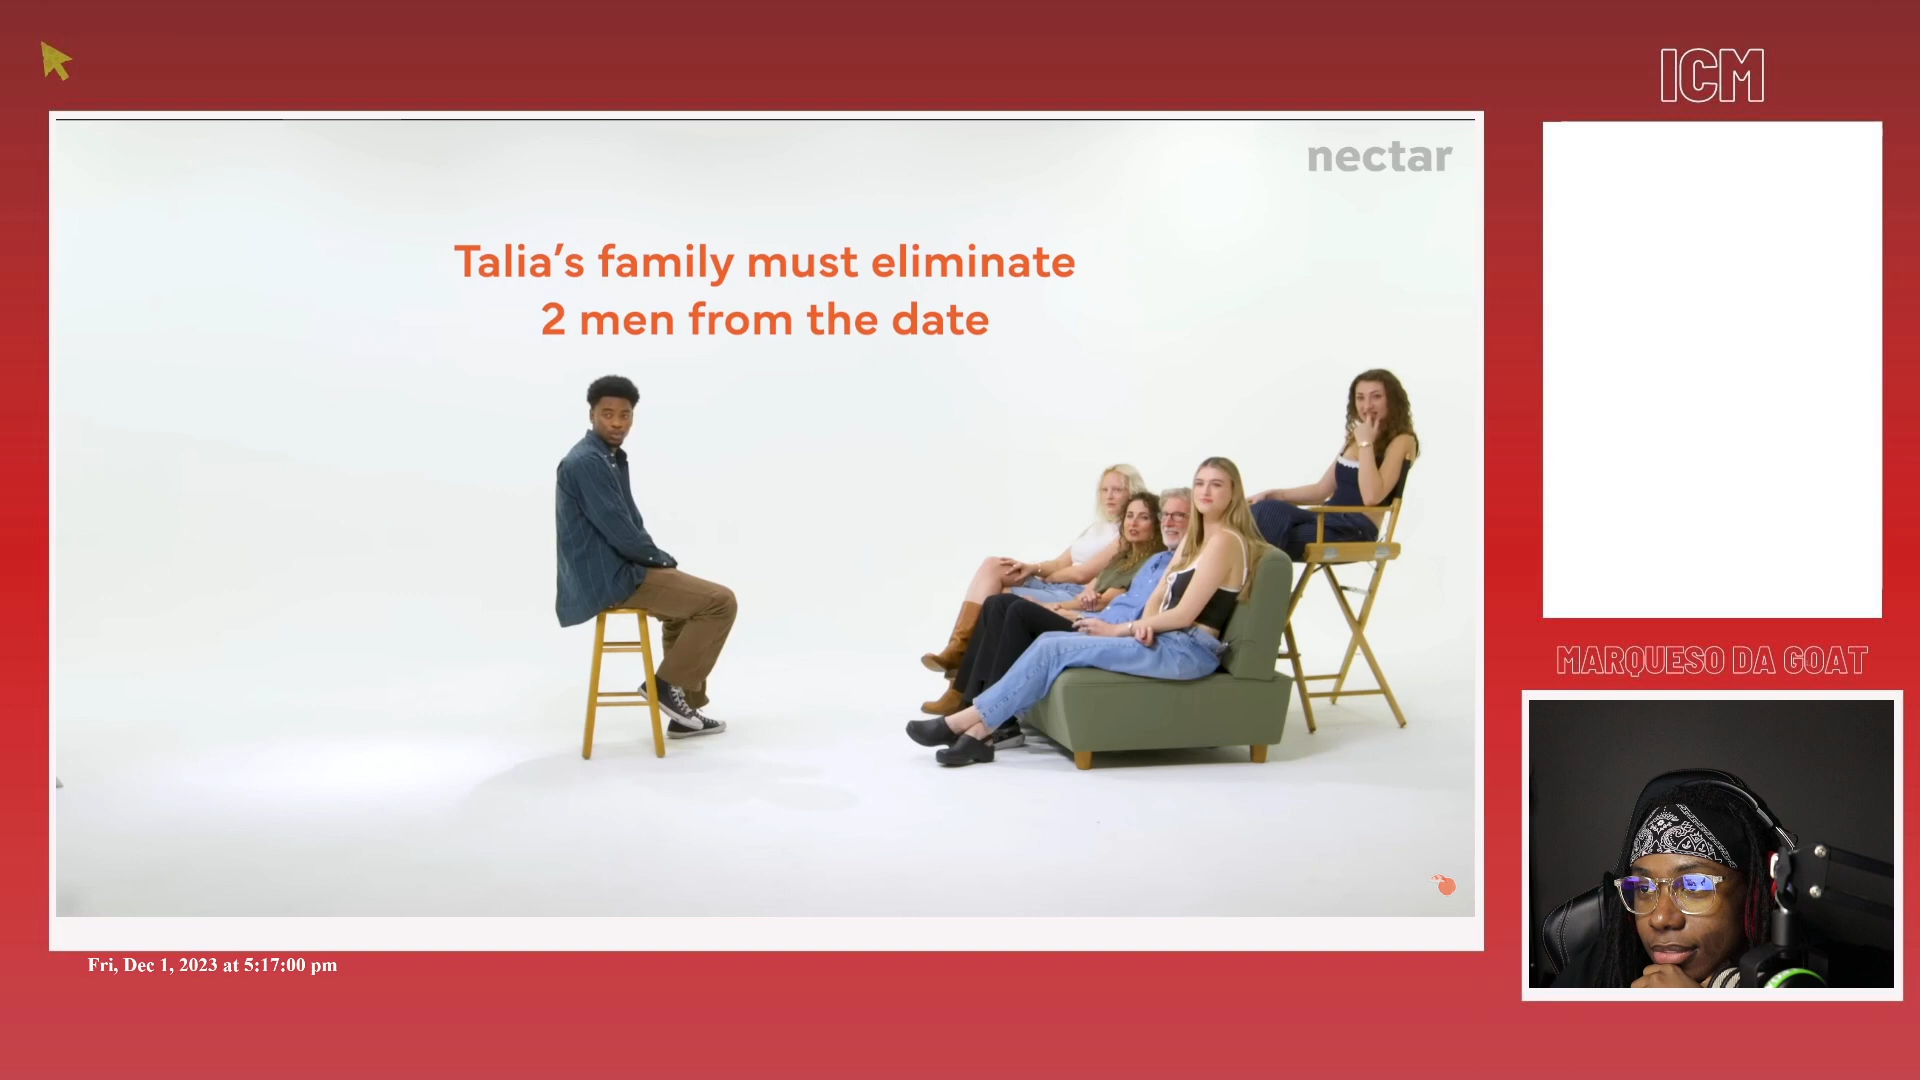 ICM
nectar
Talia's family must eliminate
2 men from the date
MARQUESO DA GOAT
Fri, Dec 1, 2023 at 5:17:00 pm